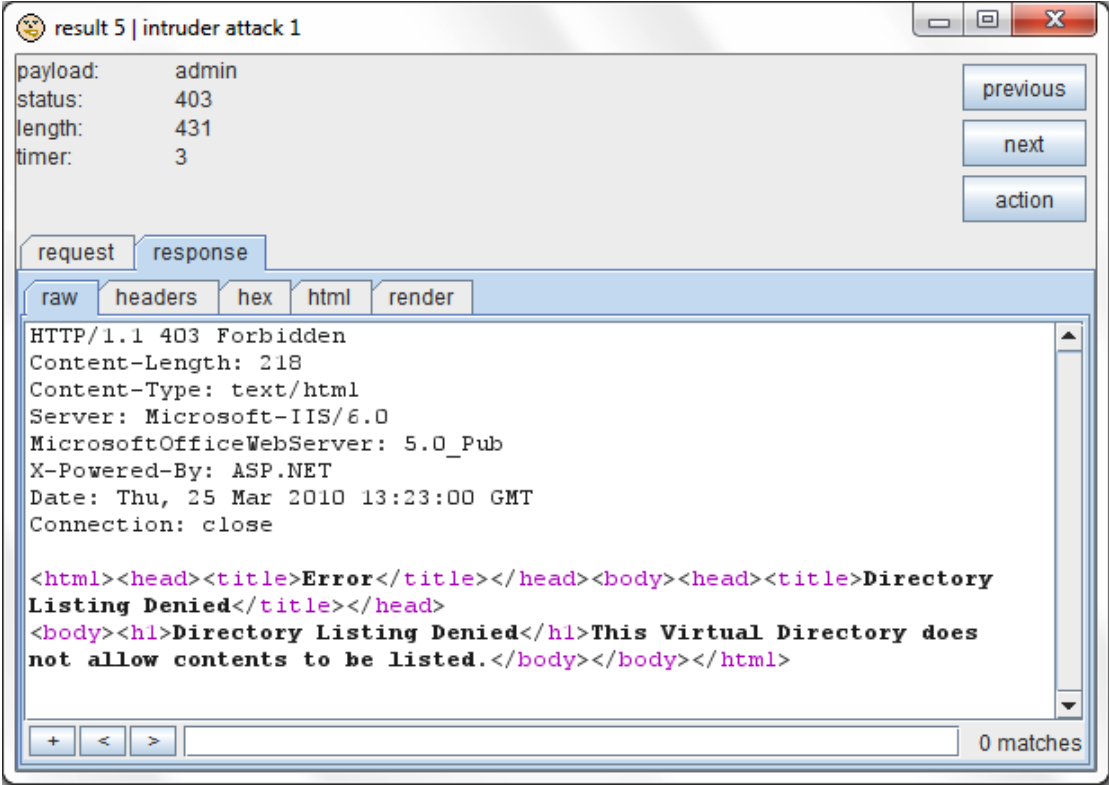 result 5 | intruder attack 1
payload: admin
status: 403
length: 431
timer: 3
previous
next
action
request response
raw headers hex html render
HTTP/1.1 403 Forbidden
Content-Length: 218
Content-Type: text/html
Server: Microsoft-IIS/6.0
MicrosoftOfficeWebServer: 5.0_Pub
X-Powered-By: ASP.NET
Date: Thu, 25 Mar 2010 13:23:00 GMT
Connection: close
<html><head><title>Error</title></head><body><head><title>Directory
Listing Denied</title></head>
<body><h1>Directory Listing Denied</h1>This Virtual Directory does
not allow contents to be listed.</body></body></html>
+ < > 0 matches